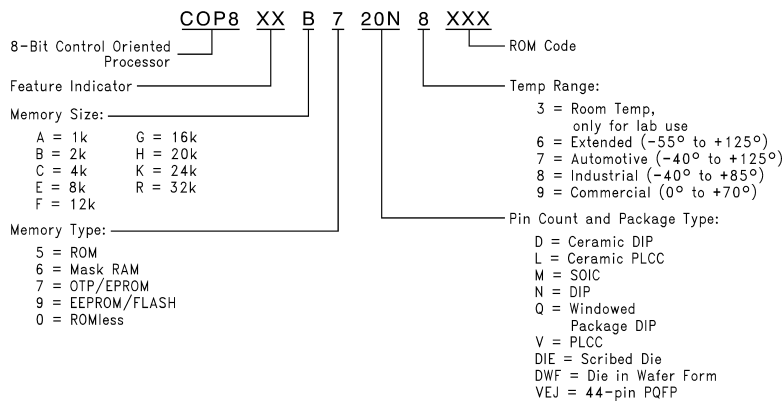 COP8 XX B 7 20N 8 XXX
8-Bit Control Oriented
Processor
Feature Indicator
Memory Size:
A = 1k G = 16k
B = 2k H = 20k
C = 4k K = 24k
E = 8k R = 32k
F = 12k
Memory Type:
5 = ROM
6 = Mask RAM
7 = OTP/EPROM
9 = EEPROM/FLASH
0 = ROMless
ROM Code
Temp Range:
3 = Room Temp,
only for lab use
6 = Extended (-55° to +125°)
7 = Automotive (-40° to +125°)
8 = Industrial (-40° to +85°)
9 = Commercial (0° to +70°)
Pin Count and Package Type:
D = Ceramic DIP
L = Ceramic PLCC
M = SOIC
N = DIP
Q = Windowed
Package DIP
V = PLCC
DIE = Scribed Die
DWF = Die in Wafer Form
VEJ = 44-pin PQFP